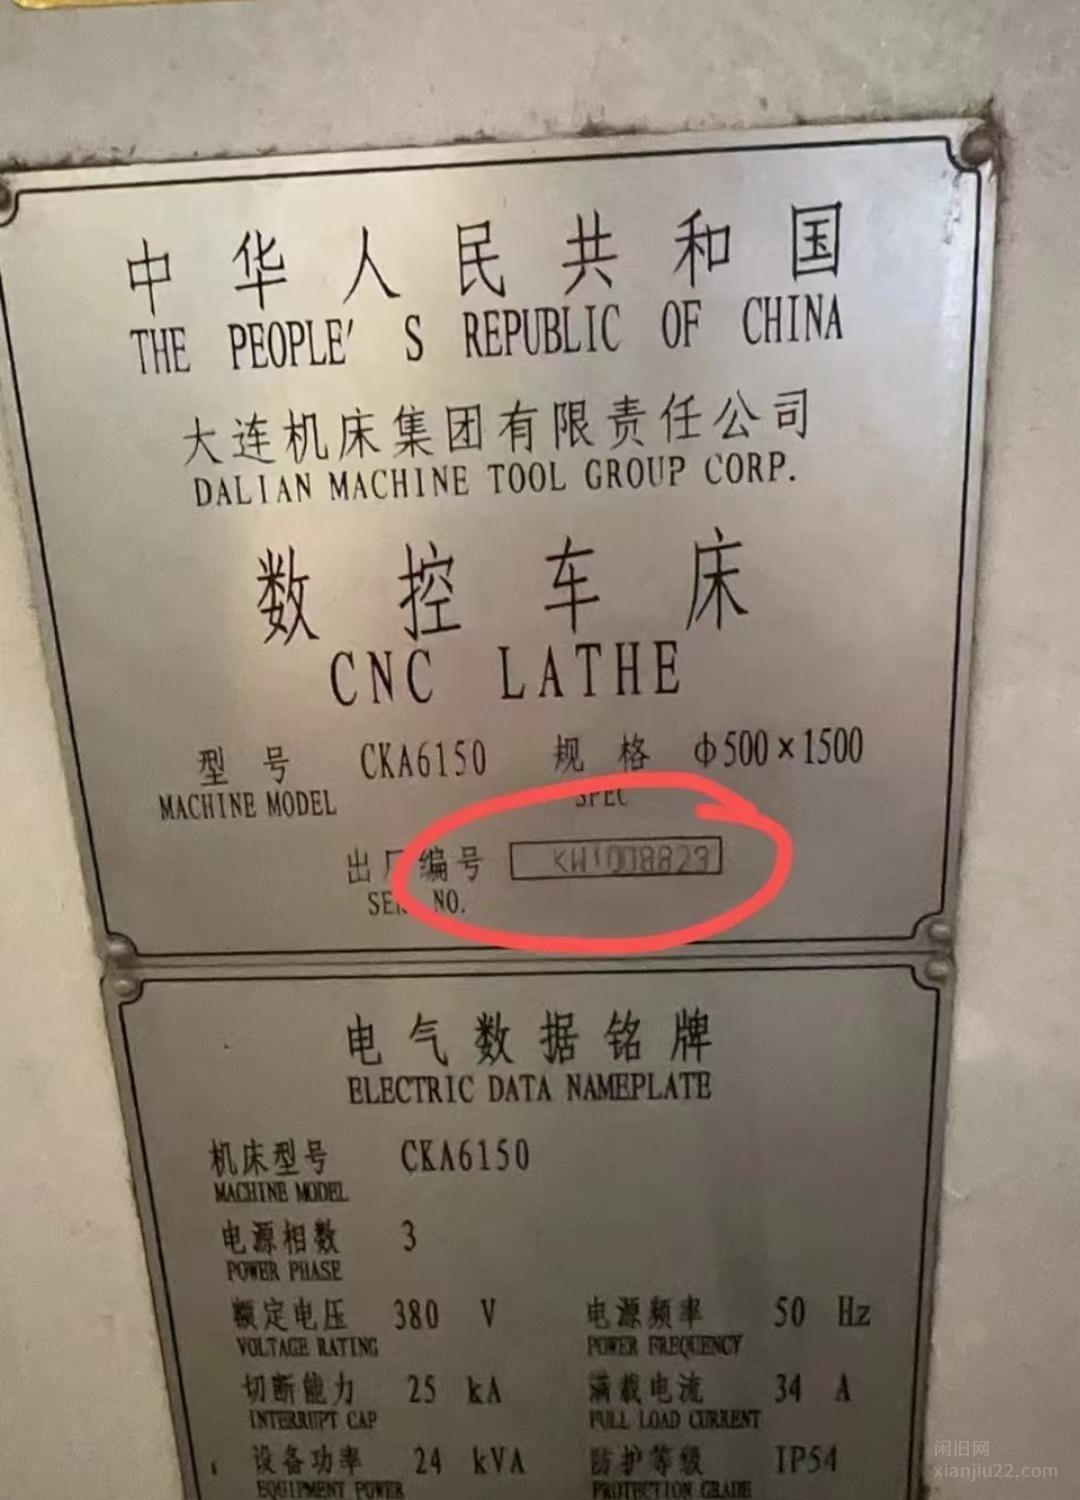 中华人民共和国
THE PEOPLE' S REPUBLIC OF CHINA
大连机床集团有限责任公司
DALIAN MACHINE TOOL GROUP CORP.
数控车床
CNC LATHE
型号 CKA6150 规格 φ500×1500
MACHINE MODEL SPEC
出厂编号 KW1008823
SER NO.
电气数据铭牌
ELECTRIC DATA NAMEPLATE
机床型号 CKA6150
MACHINE MODEL
电源相数 3
POWER PHASE
额定电压 380 V 电源频率 50 Hz
VOLTAGE RATING POWER FREQUENCY
切断能力 25 kA 满载电流 34 A
INTERRUPT CAP FULL LOAD CURRENT
设备功率 24 kVA 防护等级 IP54
EQUIPMENT POWER PROTECTION GRADE
闲旧网
xianjiu22.com